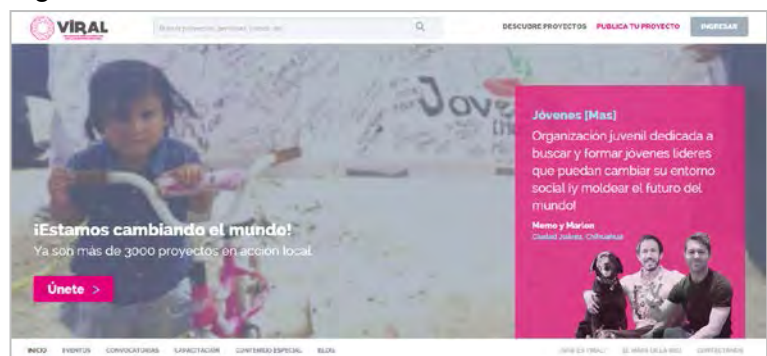 VIRAL
DESCUBRE PROYECTOS PUBLICA TU PROYECTO INGRESAR
Jove
Jóvenes [Mas]
Organización juvenil dedicada a
buscar y formar jóvenes lideres
que puedan cambiar su entorno
social ¡y moldear el futuro del
mundo!
Memo y Marlon
Ciudad Juárez, Chihuahua
¡Estamos cambiando el mundo!
Ya son más de 3000 proyectos en acción local.
Únete >
INICIO EVENTOS CONVOCATORIAS CAPACITACIÓN CONTENIDO ESPECIAL BLOG
CONTÁCTANOS